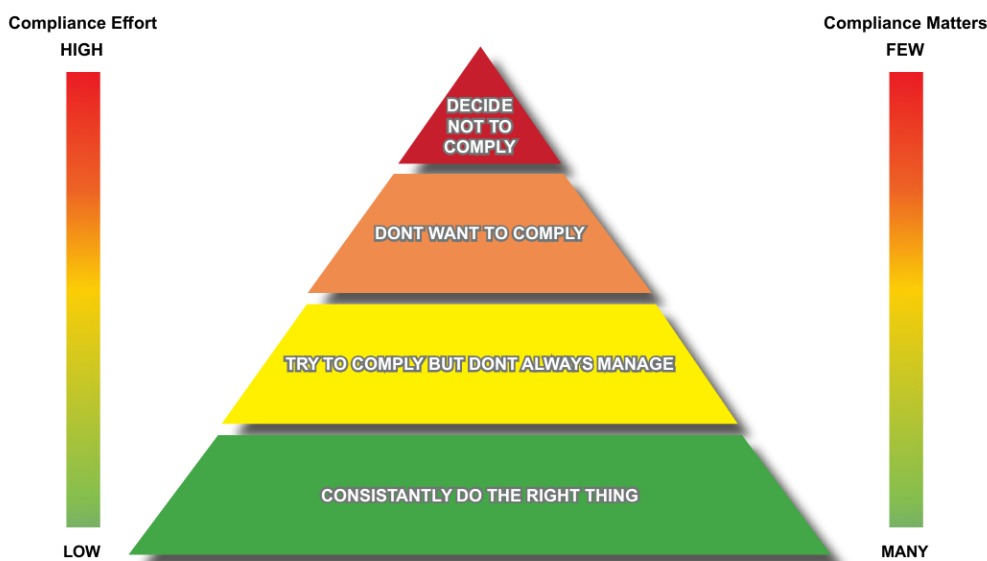 Compliance Effort
HIGH
Compliance Matters
FEW
DECIDE
NOT TO
COMPLY
DONT WANT TO COMPLY
TRY TO COMPLY BUT DONT ALWAYS MANAGE
CONSISTANTLY DO THE RIGHT THING
LOW
MANY